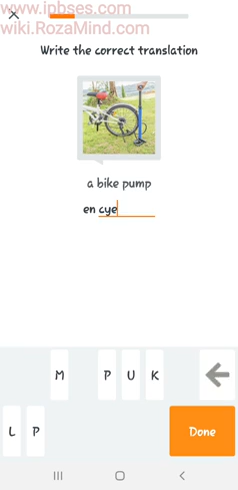 www.ipbses.com
wiki.RozaMind.com
Write the correct translation
a bike pump
en cye
M P U K
L P Done